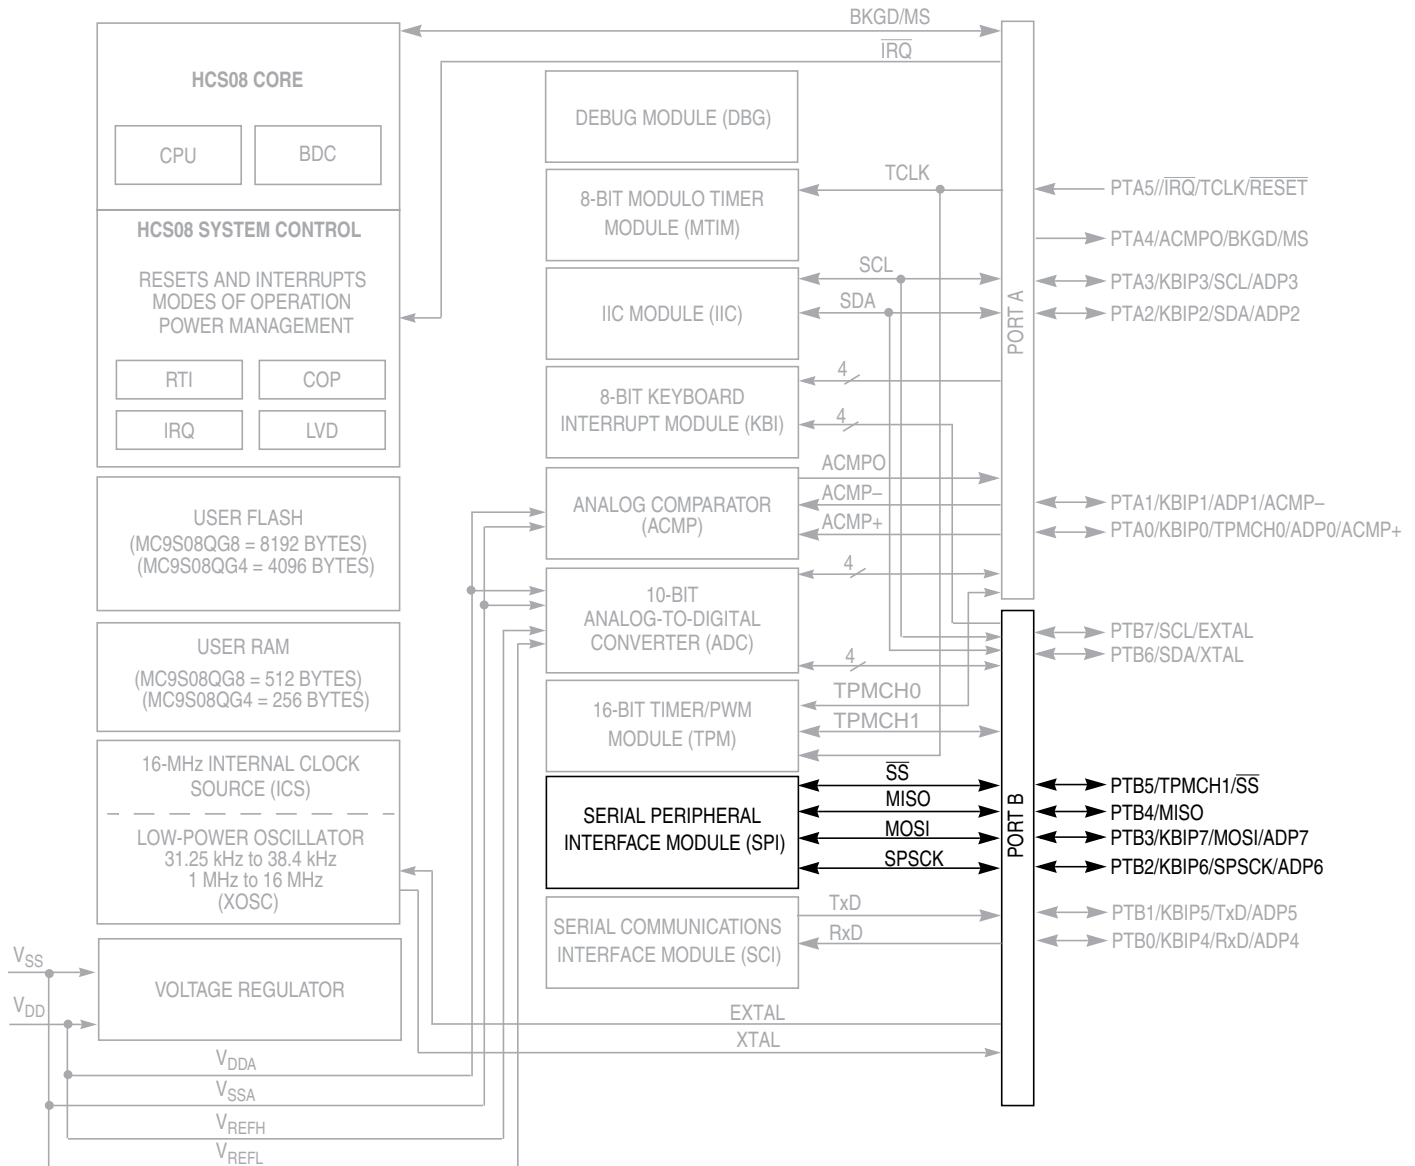 BKGD/MS
IRQ
HCS08 CORE
CPU
BDC
HCS08 SYSTEM CONTROL
RESETS AND INTERRUPTS
MODES OF OPERATION
POWER MANAGEMENT
RTI
COP
IRQ
LVD
USER FLASH
(MC9S08QG8 = 8192 BYTES)
(MC9S08QG4 = 4096 BYTES)
USER RAM
(MC9S08QG8 = 512 BYTES)
(MC9S08QG4 = 256 BYTES)
16-MHz INTERNAL CLOCK
SOURCE (ICS)
LOW-POWER OSCILLATOR
31.25 kHz to 38.4 kHz
1 MHz to 16 MHz
(XOSC)
VOLTAGE REGULATOR
VSS
VDD
VDDA
VSSA
VREFH
VREFL
DEBUG MODULE (DBG)
8-BIT MODULO TIMER
MODULE (MTIM)
TCLK
IIC MODULE (IIC)
SCL
SDA
8-BIT KEYBOARD
INTERRUPT MODULE (KBI)
4
4
ANALOG COMPARATOR
(ACMP)
ACMPO
ACMP–
ACMP+
10-BIT
ANALOG-TO-DIGITAL
CONVERTER (ADC)
4
4
16-BIT TIMER/PWM
MODULE (TPM)
TPMCH0
TPMCH1
SERIAL PERIPHERAL
INTERFACE MODULE (SPI)
SS
MISO
MOSI
SPSCK
SERIAL COMMUNICATIONS
INTERFACE MODULE (SCI)
TxD
RxD
EXTAL
XTAL
PORT A
PTA5//IRQ/TCLK/RESET
PTA4/ACMPO/BKGD/MS
PTA3/KBIP3/SCL/ADP3
PTA2/KBIP2/SDA/ADP2
PTA1/KBIP1/ADP1/ACMP–
PTA0/KBIP0/TPMCH0/ADP0/ACMP+
PORT B
PTB7/SCL/EXTAL
PTB6/SDA/XTAL
PTB5/TPMCH1/SS
PTB4/MISO
PTB3/KBIP7/MOSI/ADP7
PTB2/KBIP6/SPSCK/ADP6
PTB1/KBIP5/TxD/ADP5
PTB0/KBIP4/RxD/ADP4